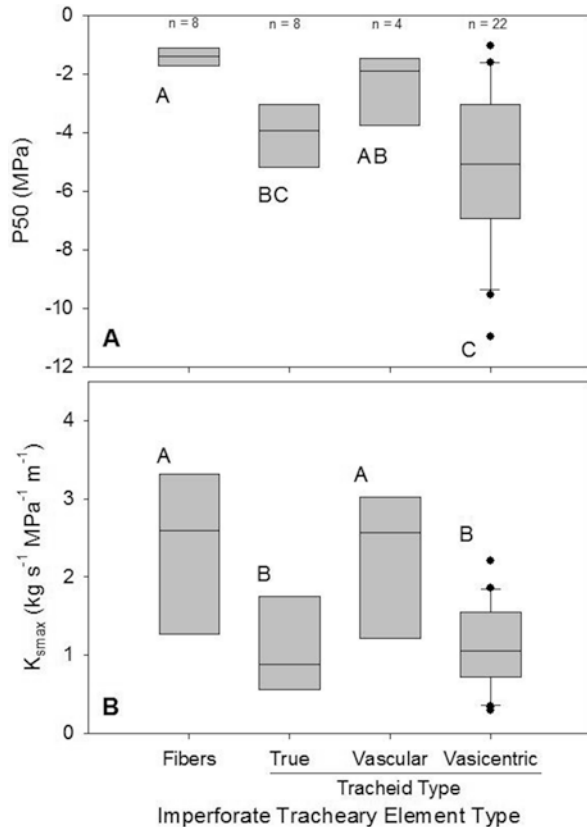 n = 8 n = 8 n = 4 n = 22
0
-2
-4
-6
-8
-10
-12
P50 (MPa)
A
BC
AB
C
A
4
3
2
1
0
Ksmax (kg s⁻¹ MPa⁻¹ m⁻¹)
A
B
A
B
B
Fibers True Vascular Vasicentric
Tracheid Type
Imperforate Tracheary Element Type